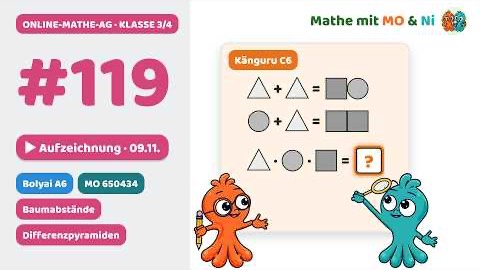 ONLINE-MATHE-AG · KLASSE 3/4
#119
Aufzeichnung · 09.11.
Bolyai A6
MO 650434
Baumabstände
Differenzpyramiden
Mathe mit MO & Ni
Känguru C6
+ =
+ =
· · = ?